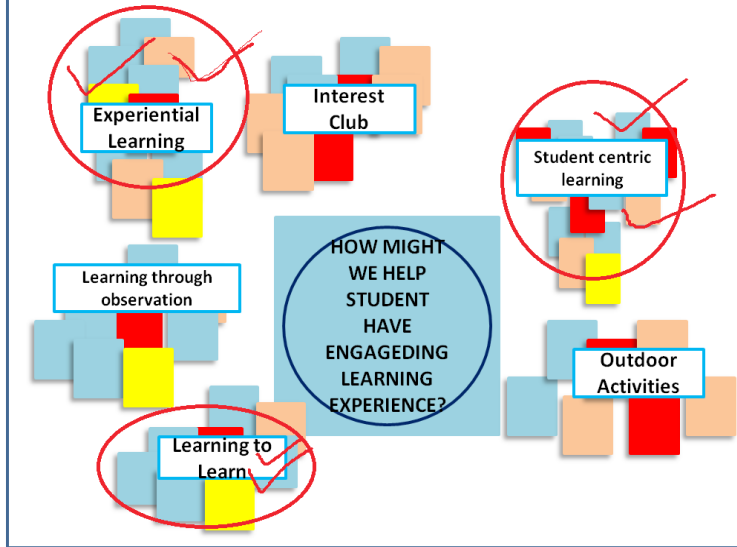 Experiential
Learning
Interest
Club
Student centric
learning
Learning through
observation
HOW MIGHT
WE HELP
STUDENT
HAVE
ENGAGEDING
LEARNING
EXPERIENCE?
Outdoor
Activities
Learning to
Learn